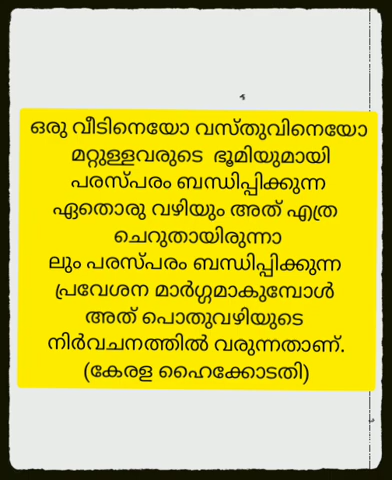 ഒരു വീടിനെയോ വസ്തുവിനെയോ
മറ്റുള്ളവരുടെ ഭൂമിയുമായി
പരസ്പരം ബന്ധിപ്പിക്കുന്ന
ഏതൊരു വഴിയും അത് എത്ര
ചെറുതായിരുന്നാ
ലും പരസ്പരം ബന്ധിപ്പിക്കുന്ന
പ്രവേശന മാർഗ്ഗമാകുമ്പോൾ
അത് പൊതുവഴിയുടെ
നിർവചനത്തിൽ വരുന്നതാണ്.
(കേരള ഹൈക്കോടതി)